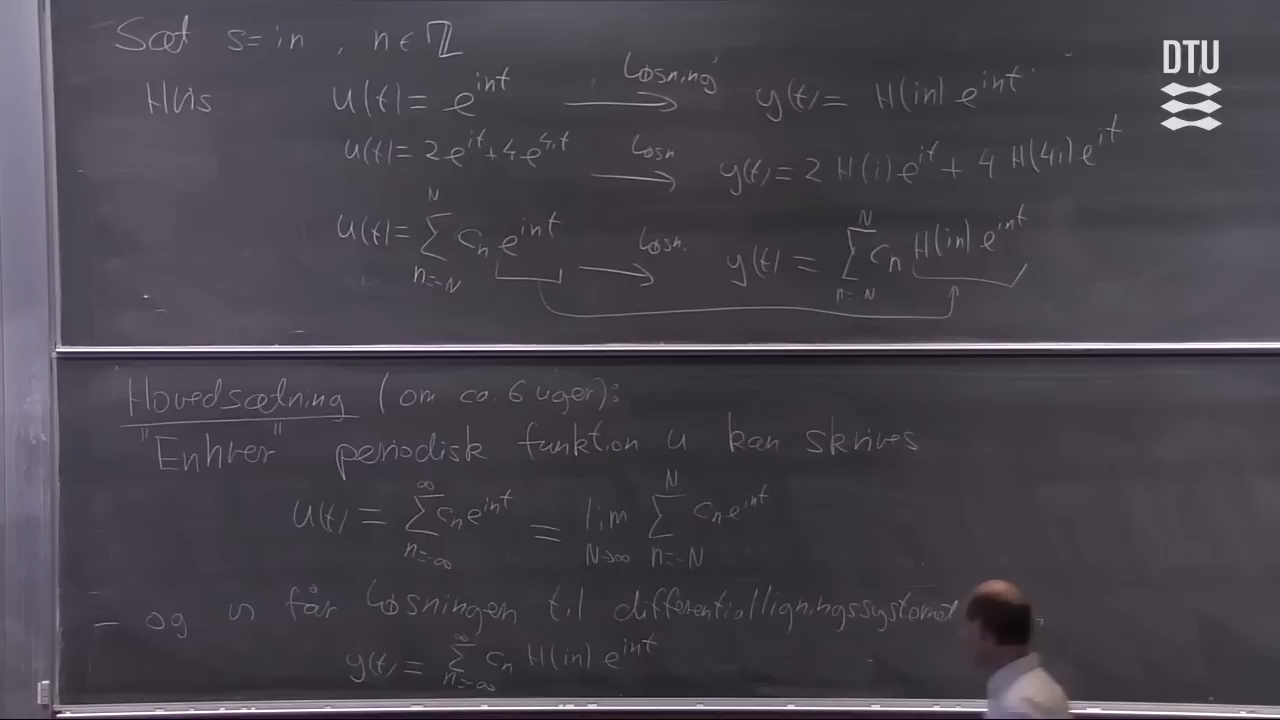 Sæt s=in, n∈ℤ
DTU
Hvis u(t)= e^{int} → Løsning y(t)= H(in) e^{int}
u(t)= 2e^{it}+4e^{4it} → Løsn y(t)= 2 H(i) e^{it} + 4 H(4i) e^{it}
u(t)= ∑_{n=-N}^{N} c_n e^{int} → Løsn. y(t) = ∑_{n=-N}^{N} c_n H(in) e^{int}
Hovedsætning (om ca. 6 uger):
"Enhver" periodisk funktion u kan skrives
u(t) = ∑_{n=-∞}^{∞} c_n e^{int} = lim_{N→∞} ∑_{n=-N}^{N} c_n e^{int}
– og vi får løsningen til differentialligningssystemet
y(t) = ∑_{n=-∞}^{∞} c_n H(in) e^{int}